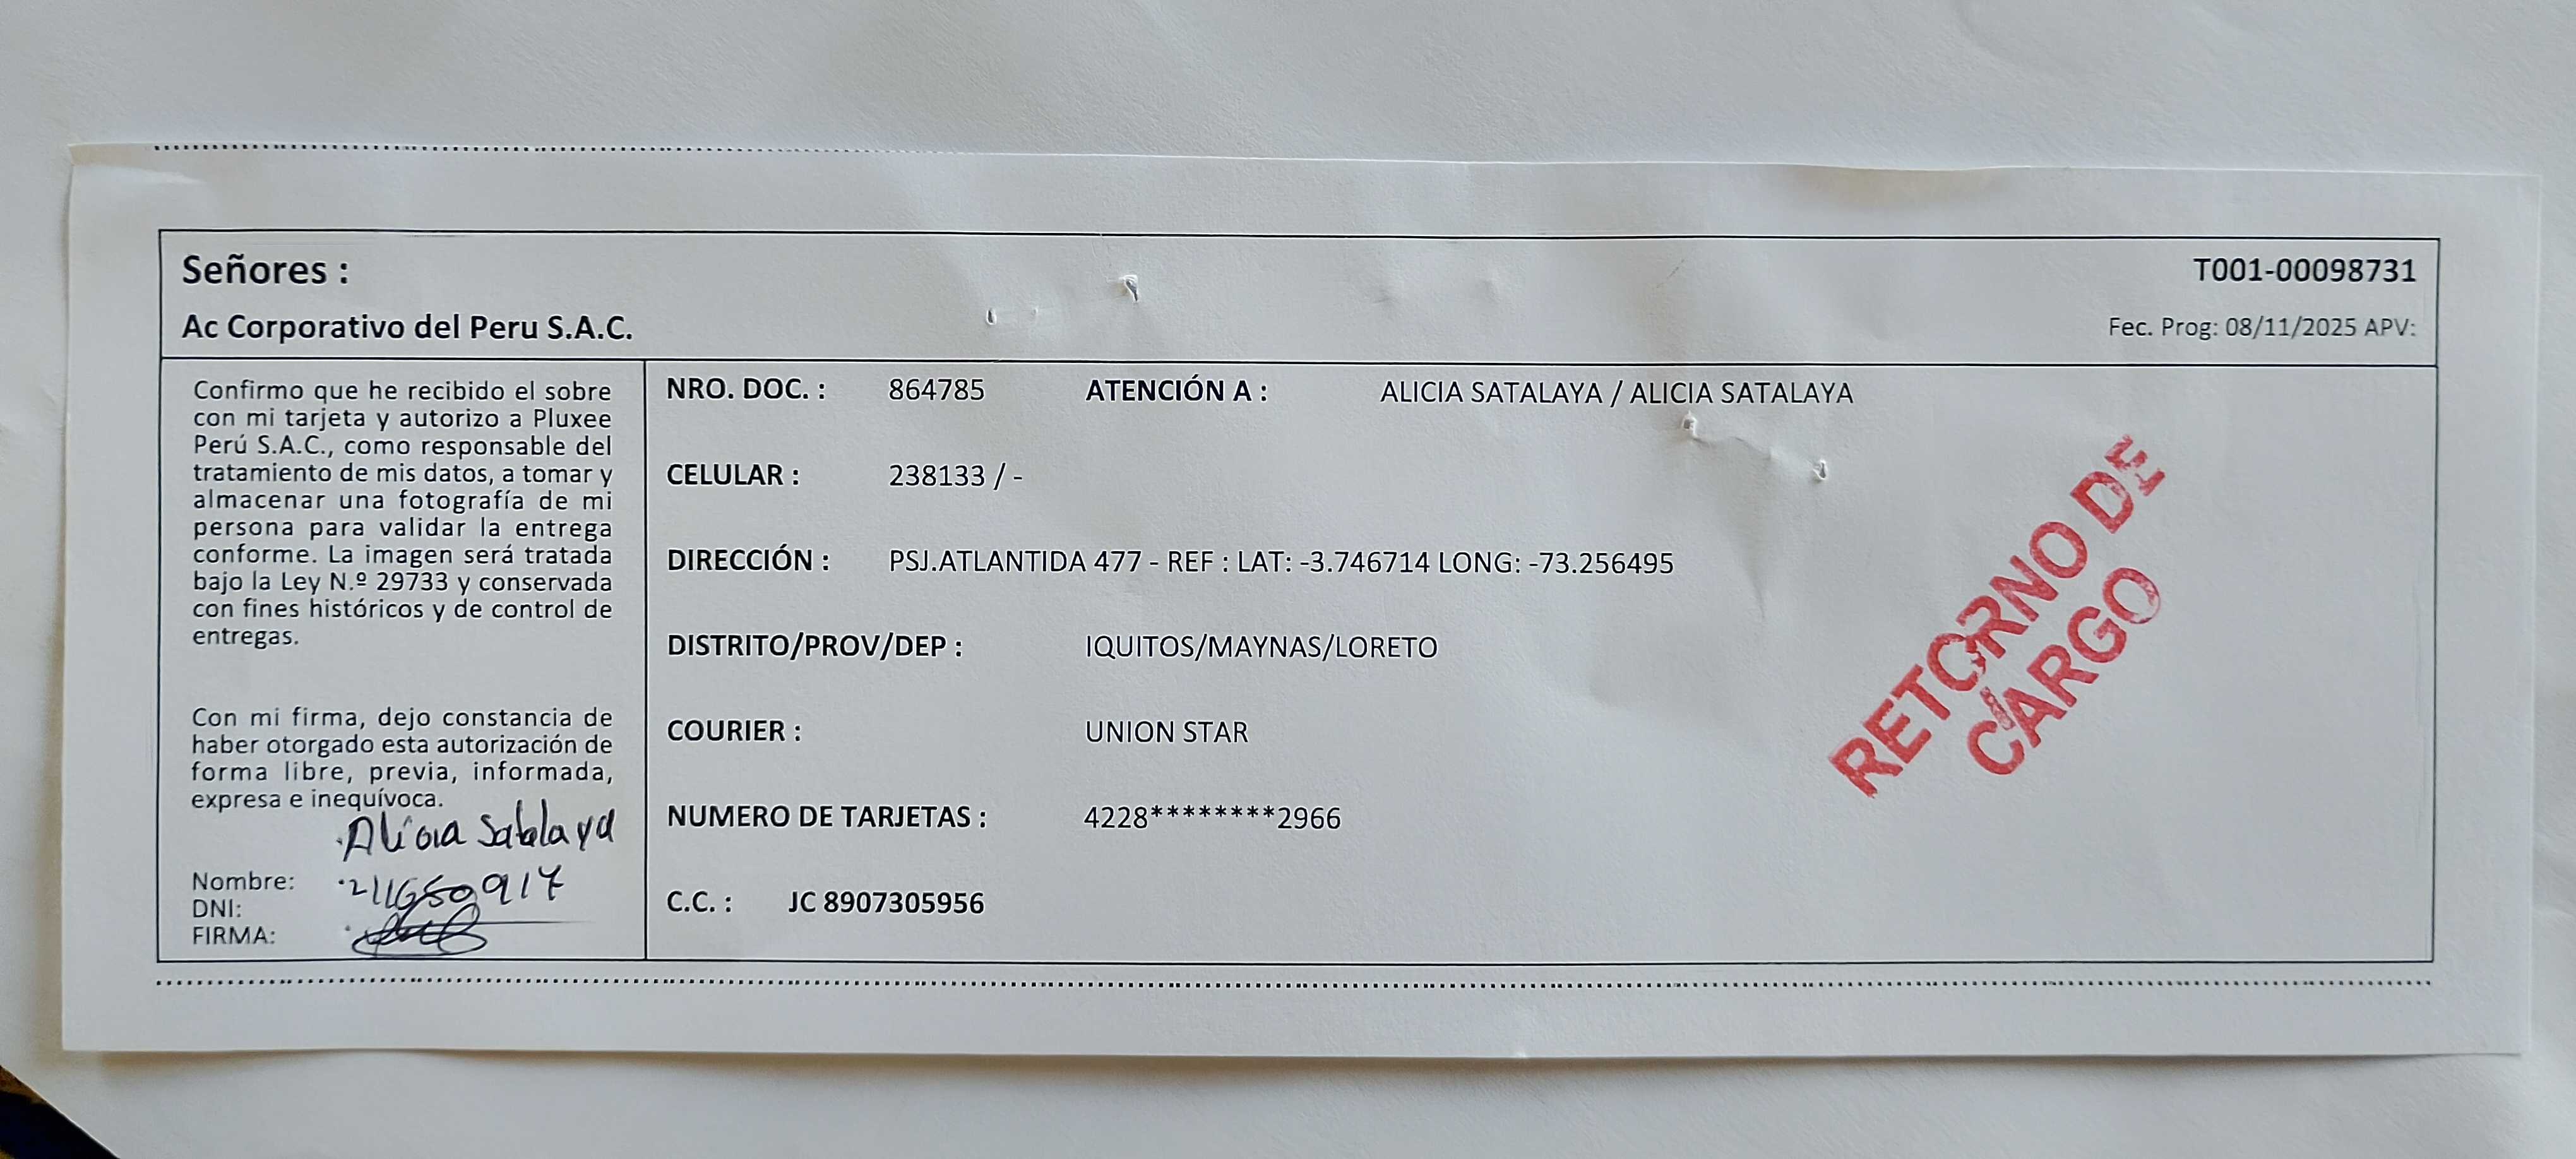 Señores :
T001-00098731
Ac Corporativo del Peru S.A.C.
Fec. Prog: 08/11/2025 APV:
Confirmo que he recibido el sobre
con mi tarjeta y autorizo a Pluxee
Perú S.A.C., como responsable del
tratamiento de mis datos, a tomar y
almacenar una fotografía de mi
persona para validar la entrega
conforme. La imagen será tratada
bajo la Ley N.º 29733 y conservada
con fines históricos y de control de
entregas.
Con mi firma, dejo constancia de
haber otorgado esta autorización de
forma libre, previa, informada,
expresa e inequívoca.
Alicia Satalaya
Nombre:
DNI:
FIRMA:
NRO. DOC. : 864785 ATENCIÓN A : ALICIA SATALAYA / ALICIA SATALAYA
CELULAR : 238133 / -
DIRECCIÓN : PSJ.ATLANTIDA 477 - REF : LAT: -3.746714 LONG: -73.256495
DISTRITO/PROV/DEP : IQUITOS/MAYNAS/LORETO
COURIER : UNION STAR
NUMERO DE TARJETAS : 4228********2966
C.C. : JC 8907305956
RETORNO DE
CARGO